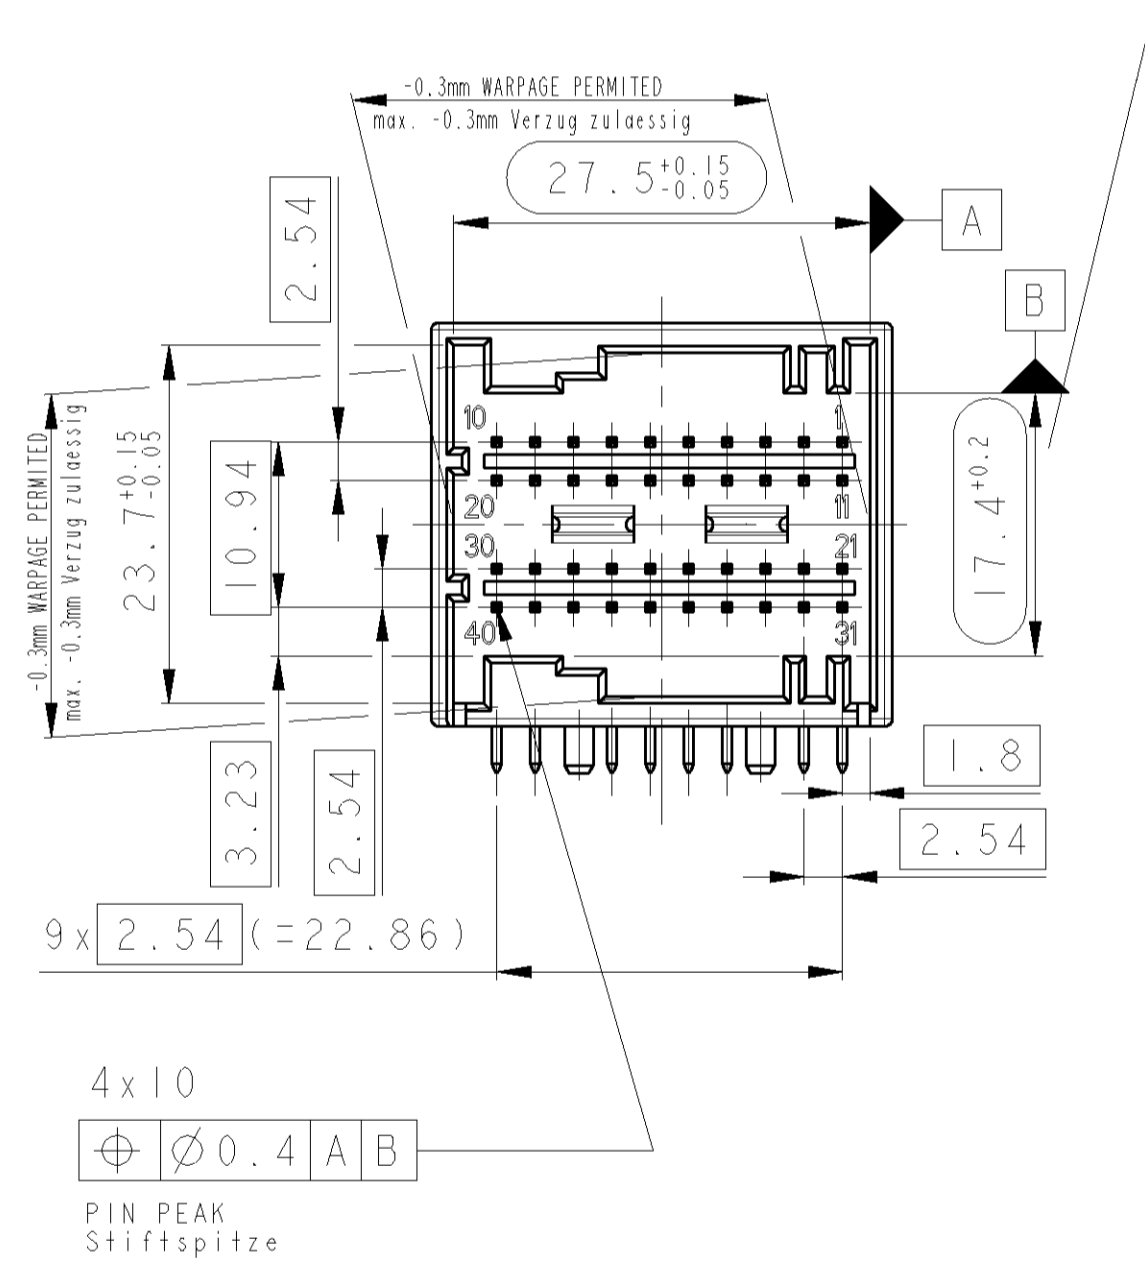 -0.3mm WARPAGE PERMITED
max. -0.3mm Verzug zulaessig
27.5 +0.15 -0.05
A
B
2.54
10
1
-0.3mm WARPAGE PERMITED
max. -0.3mm Verzug zulaessig
23.7 +0.15 -0.05
10.94
17.4 +0.2
20
11
30
21
40
31
3.23
2.54
1.8
2.54
9x 2.54 (=22.86)
4x10
⌖ ∅0.4 A B
PIN PEAK
Stiftspitze